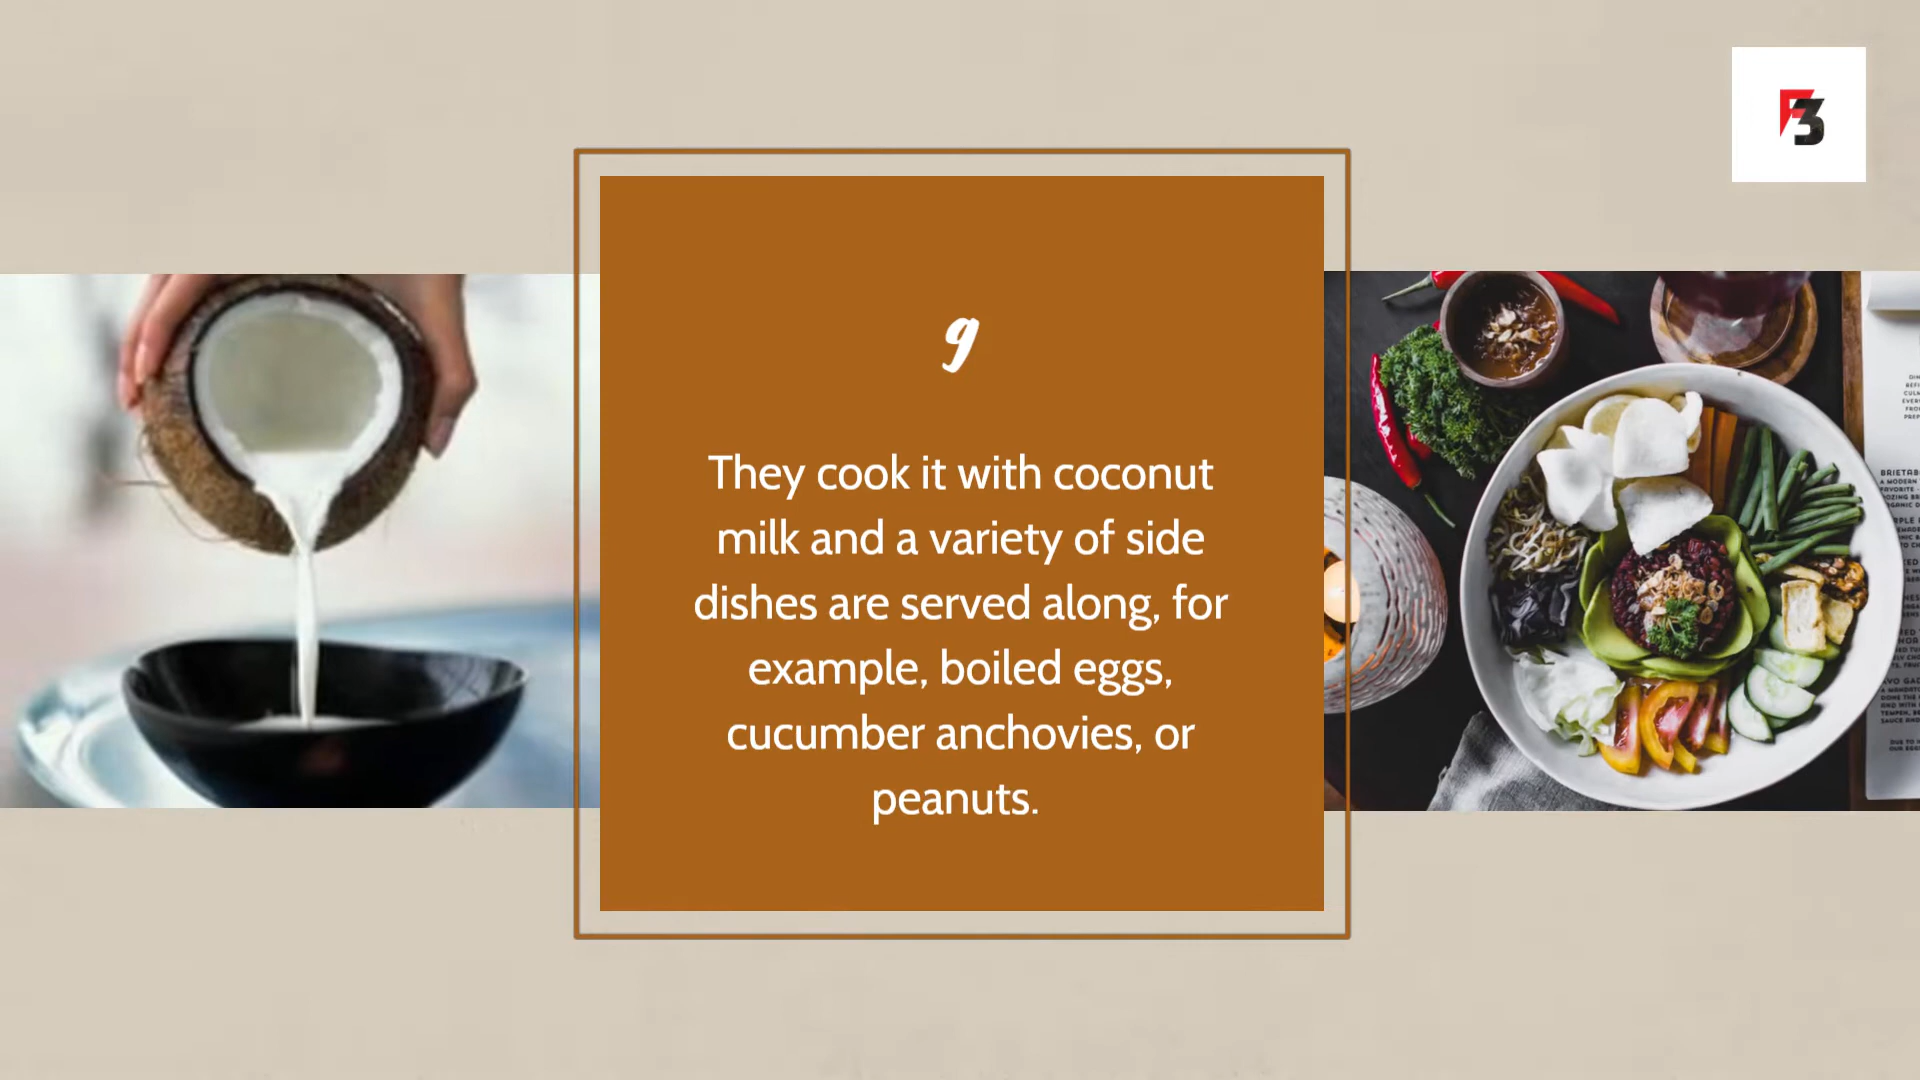 F3
9
They cook it with coconut
milk and a variety of side
dishes are served along, for
example, boiled eggs,
cucumber anchovies, or
peanuts.